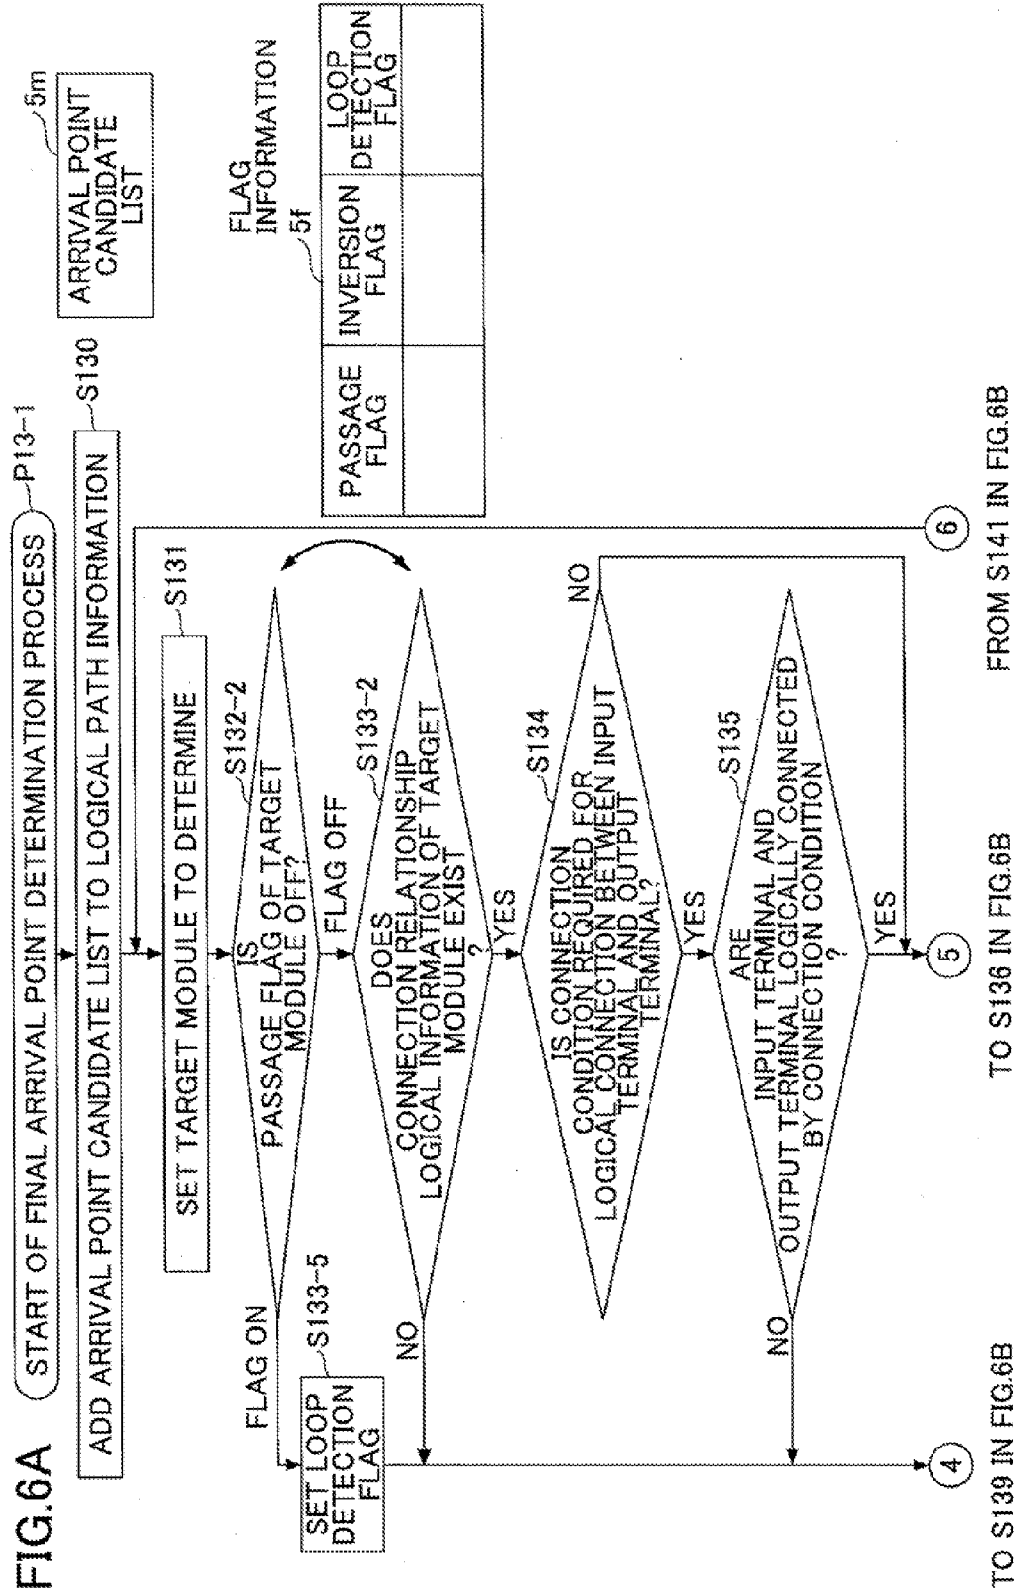 FIG.6A
START OF FINAL ARRIVAL POINT DETERMINATION PROCESS
P13-1
ADD ARRIVAL POINT CANDIDATE LIST TO LOGICAL PATH INFORMATION
S130
ARRIVAL POINT
CANDIDATE
LIST
5m
SET TARGET MODULE TO DETERMINE
S131
IS
PASSAGE FLAG OF TARGET
MODULE OFF?
S132-2
FLAG ON
FLAG OFF
SET LOOP
DETECTION
FLAG
S133-5
DOES
CONNECTION RELATIONSHIP
LOGICAL INFORMATION OF TARGET
MODULE EXIST
?
S133-2
NO
YES
FLAG
INFORMATION
5f
PASSAGE
FLAG
INVERSION
FLAG
LOOP
DETECTION
FLAG
IS CONNECTION
CONDITION REQUIRED FOR
LOGICAL CONNECTION BETWEEN INPUT
TERMINAL AND OUTPUT
TERMINAL?
S134
NO
YES
ARE
INPUT TERMINAL AND
OUTPUT TERMINAL LOGICALLY CONNECTED
BY CONNECTION CONDITION
?
S135
NO
YES
4
5
6
TO S139 IN FIG.6B
TO S136 IN FIG.6B
FROM S141 IN FIG.6B